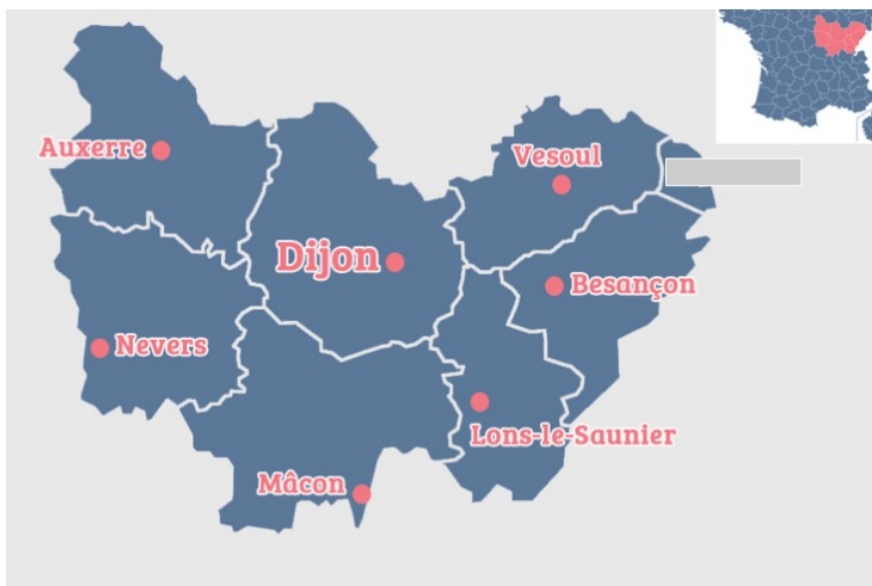 Auxerre
Vesoul
Dijon
Besançon
Nevers
Lons-le-Saunier
Mâcon